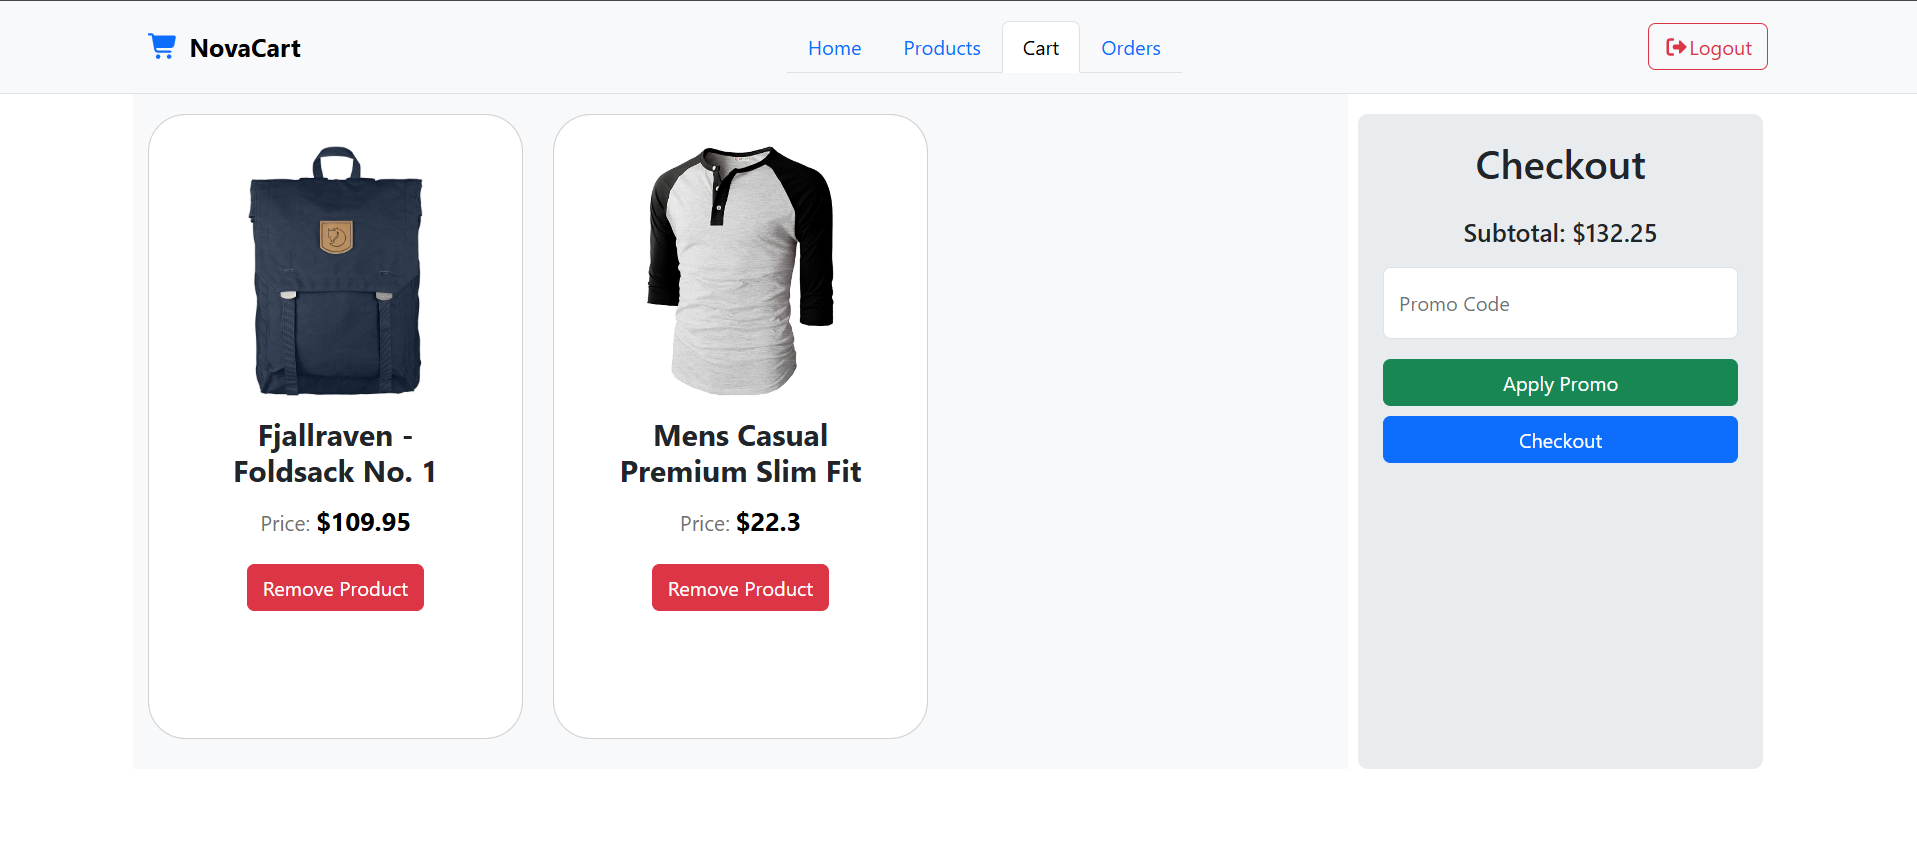 NovaCart
Home
Products
Cart
Orders
Logout
Fjallraven -
Foldsack No. 1
Price: $109.95
Remove Product
Mens Casual
Premium Slim Fit
Price: $22.3
Remove Product
Checkout
Subtotal: $132.25
Promo Code
Apply Promo
Checkout